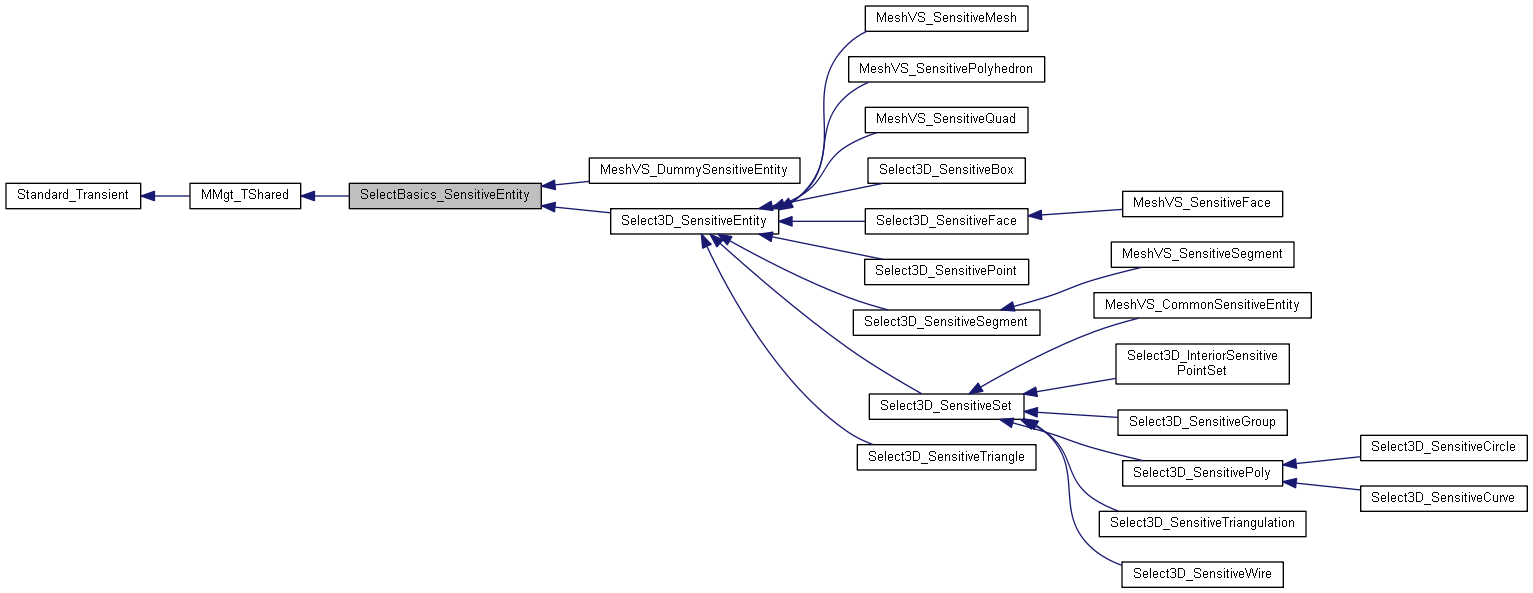 MeshVS_SensitiveMesh
MeshVS_SensitivePolyhedron
MeshVS_SensitiveQuad
MeshVS_DummySensitiveEntity
Select3D_SensitiveBox
Standard_Transient
MMgt_TShared
SelectBasics_SensitiveEntity
MeshVS_SensitiveFace
Select3D_SensitiveEntity
Select3D_SensitiveFace
MeshVS_SensitiveSegment
Select3D_SensitivePoint
MeshVS_CommonSensitiveEntity
Select3D_SensitiveSegment
Select3D_InteriorSensitive
PointSet
Select3D_SensitiveSet
Select3D_SensitiveGroup
Select3D_SensitiveCircle
Select3D_SensitiveTriangle
Select3D_SensitivePoly
Select3D_SensitiveCurve
Select3D_SensitiveTriangulation
Select3D_SensitiveWire